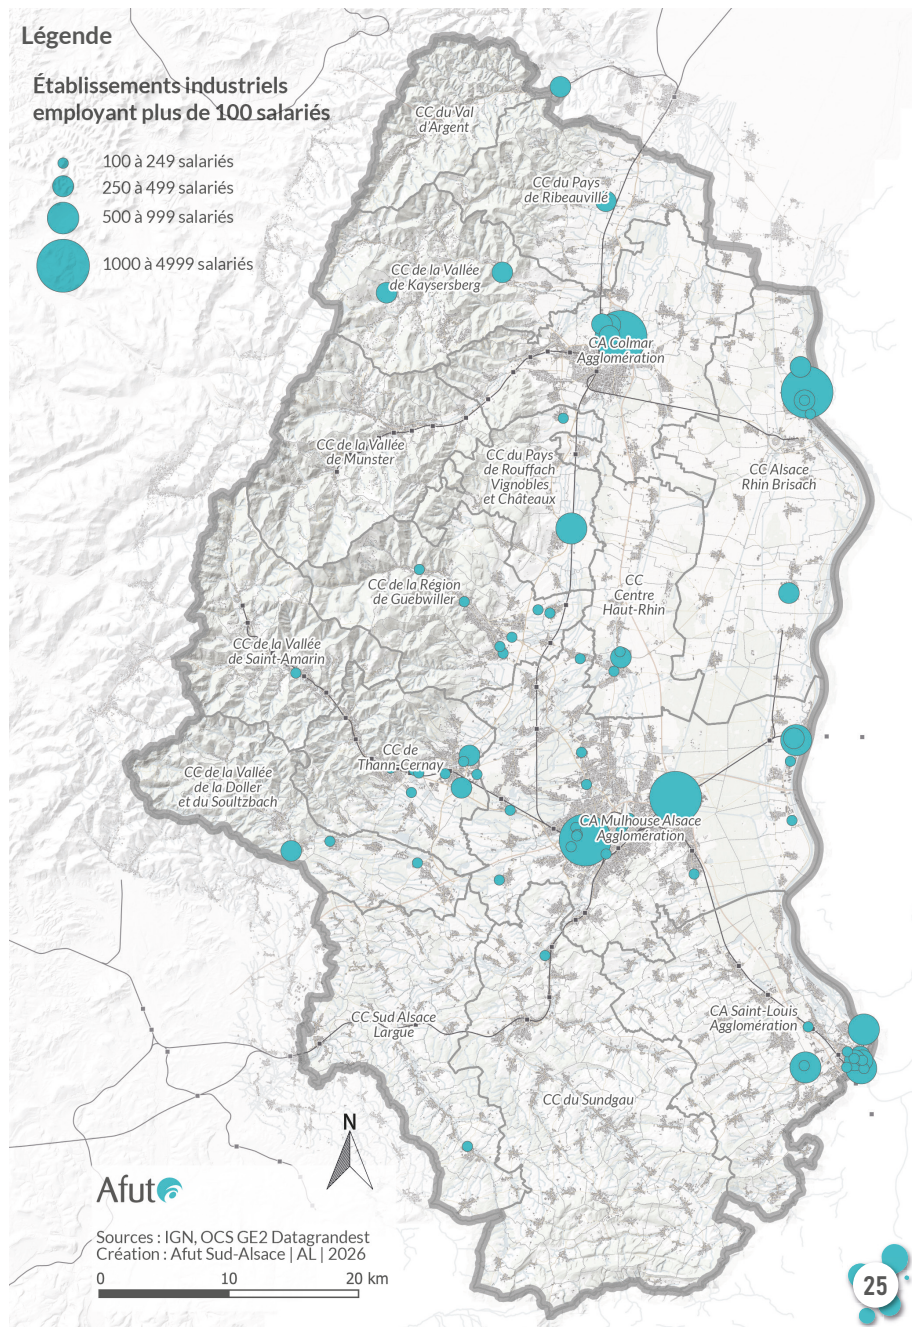 Légende
Établissements industriels
employant plus de 100 salariés
100 à 249 salariés
250 à 499 salariés
500 à 999 salariés
1000 à 4999 salariés
CC du Val
d'Argent
CC du Pays
de Ribeauvillé
CC de la Vallée
de Kaysersberg
CA Colmar
Agglomération
CC de la Vallée
de Munster
CC du Pays
de Rouffach
Vignobles
et Châteaux
CC Alsace
Rhin Brisach
CC de la Région
de Guebwiller
CC
Centre
Haut-Rhin
CC de la Vallée
de Saint-Amarin
CC de
Thann-Cernay
CC de la Vallée
de la Doller
et du Soultzbach
CA Mulhouse Alsace
Agglomération
CC Sud Alsace
Largue
CA Saint-Louis
Agglomération
CC du Sundgau
N
Afut
Sources : IGN, OCS GE2 Datagrandest
Création : Afut Sud-Alsace | AL | 2026
0 10 20 km
25